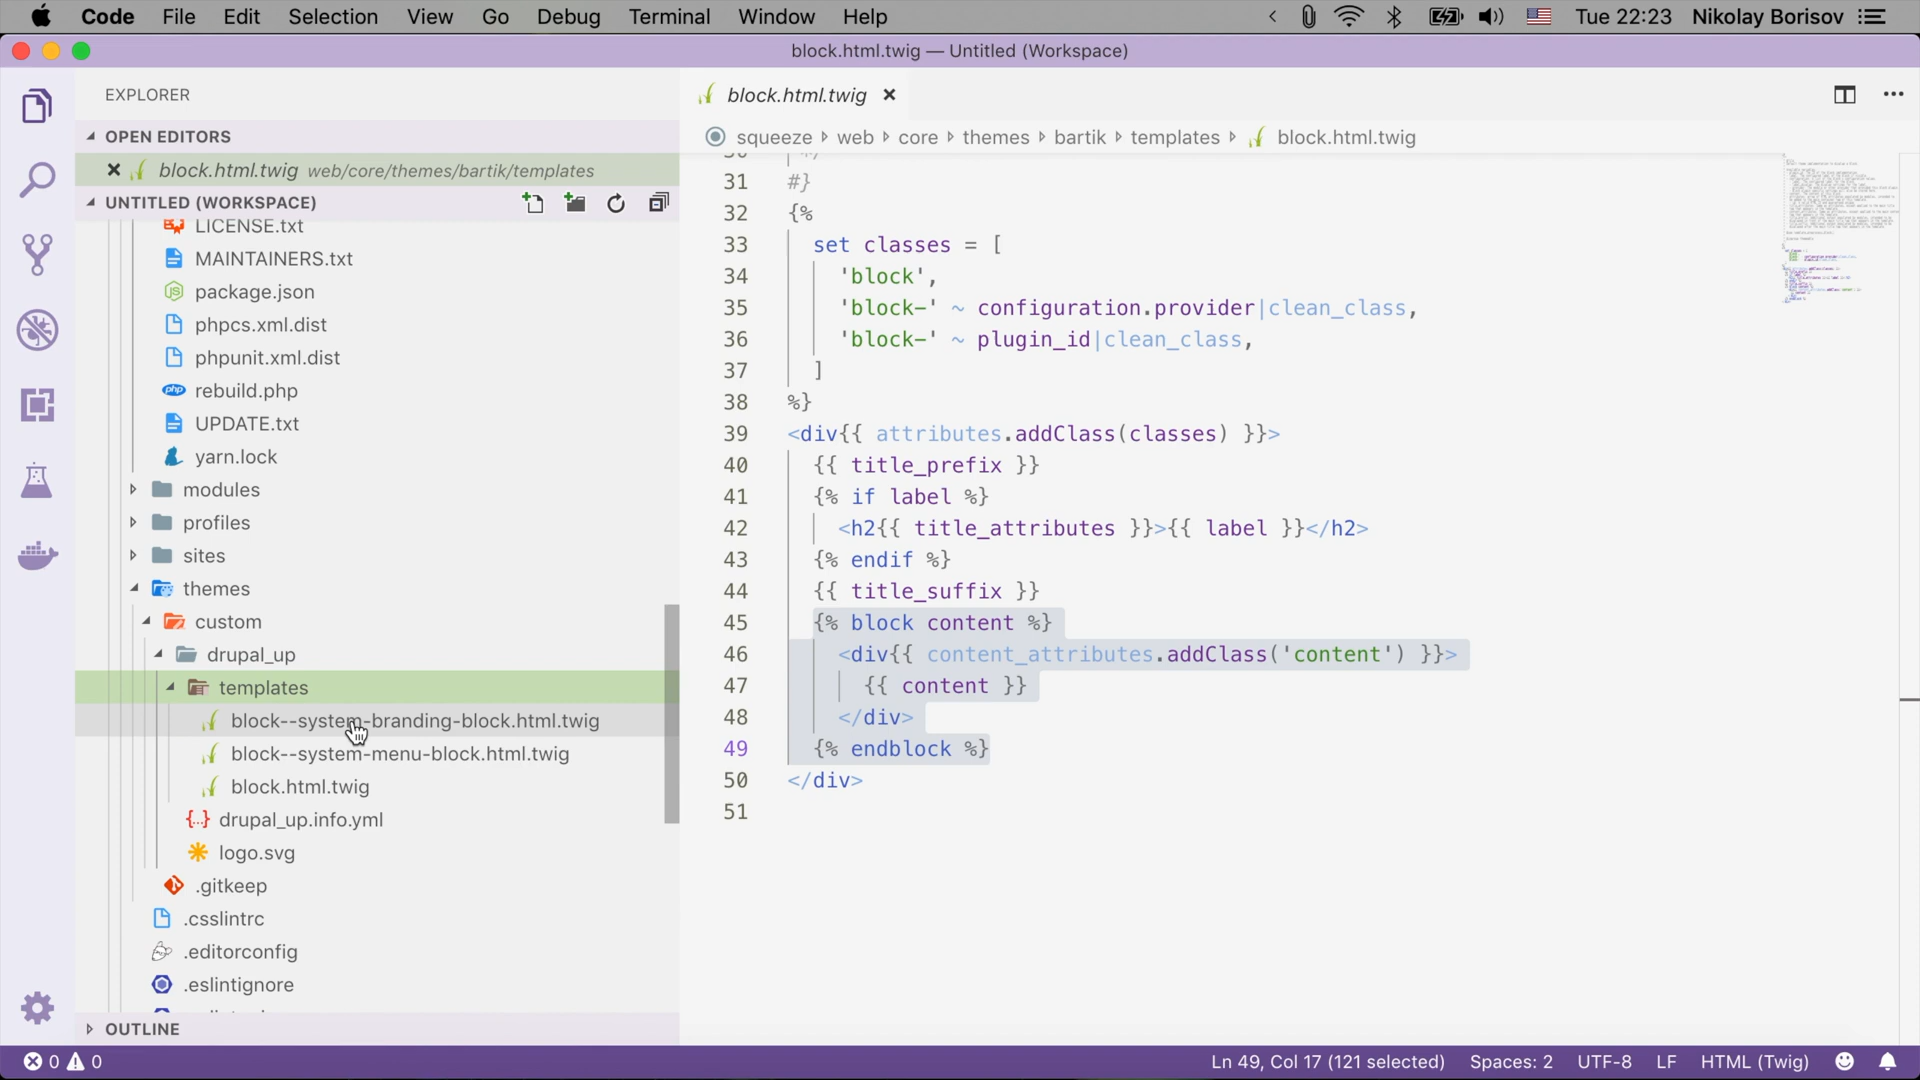 Code File Edit Selection View Go Debug Terminal Window Help
Tue 22:23 Nikolay Borisov
block.html.twig — Untitled (Workspace)
EXPLORER
OPEN EDITORS
block.html.twig web/core/themes/bartik/templates
UNTITLED (WORKSPACE)
LICENSE.txt
MAINTAINERS.txt
package.json
phpcs.xml.dist
phpunit.xml.dist
php rebuild.php
UPDATE.txt
yarn.lock
modules
profiles
sites
themes
custom
drupal_up
templates
block--system-branding-block.html.twig
block--system-menu-block.html.twig
block.html.twig
{..} drupal_up.info.yml
logo.svg
.gitkeep
.csslintrc
.editorconfig
.eslintignore
OUTLINE
block.html.twig
squeeze web core themes bartik templates block.html.twig
31 #}
32 {%
33 set classes = [
34 'block',
35 'block-' ~ configuration.provider|clean_class,
36 'block-' ~ plugin_id|clean_class,
37 ]
38 %}
39 <div{{ attributes.addClass(classes) }}>
40 {{ title_prefix }}
41 {% if label %}
42 <h2{{ title_attributes }}>{{ label }}</h2>
43 {% endif %}
44 {{ title_suffix }}
45 {% block content %}
46 <div{{ content_attributes.addClass('content') }}>
47 {{ content }}
48 </div>
49 {% endblock %}
50 </div>
51
0 0 Ln 49, Col 17 (121 selected) Spaces: 2 UTF-8 LF HTML (Twig)